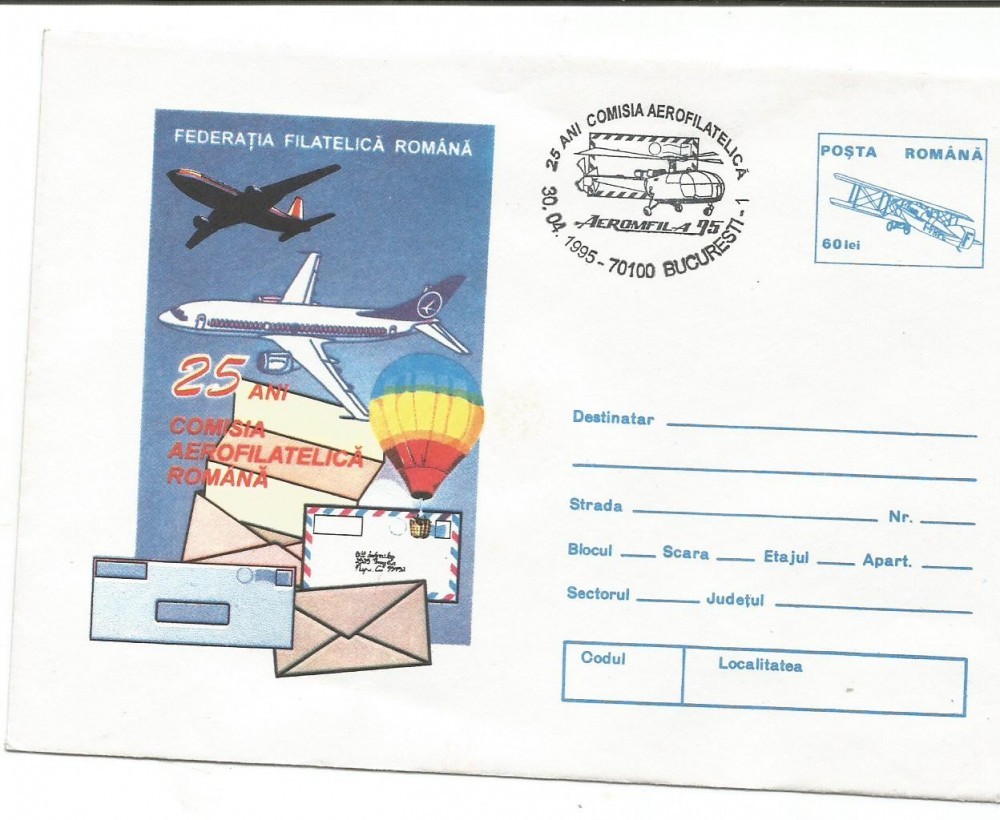 FEDERAȚIA FILATELICĂ ROMÂNĂ
25 ANI
COMISIA
AEROFILATELICĂ
ROMÂNĂ
25 ANI COMISIA AEROFILATELICĂ
AEROMFILA 95
30.04.1995-70100 BUCUREȘTI-1
POȘTA ROMÂNĂ
60 lei
Destinatar
Strada Nr.
Blocul Scara Etajul Apart.
Sectorul Județul
Codul Localitatea